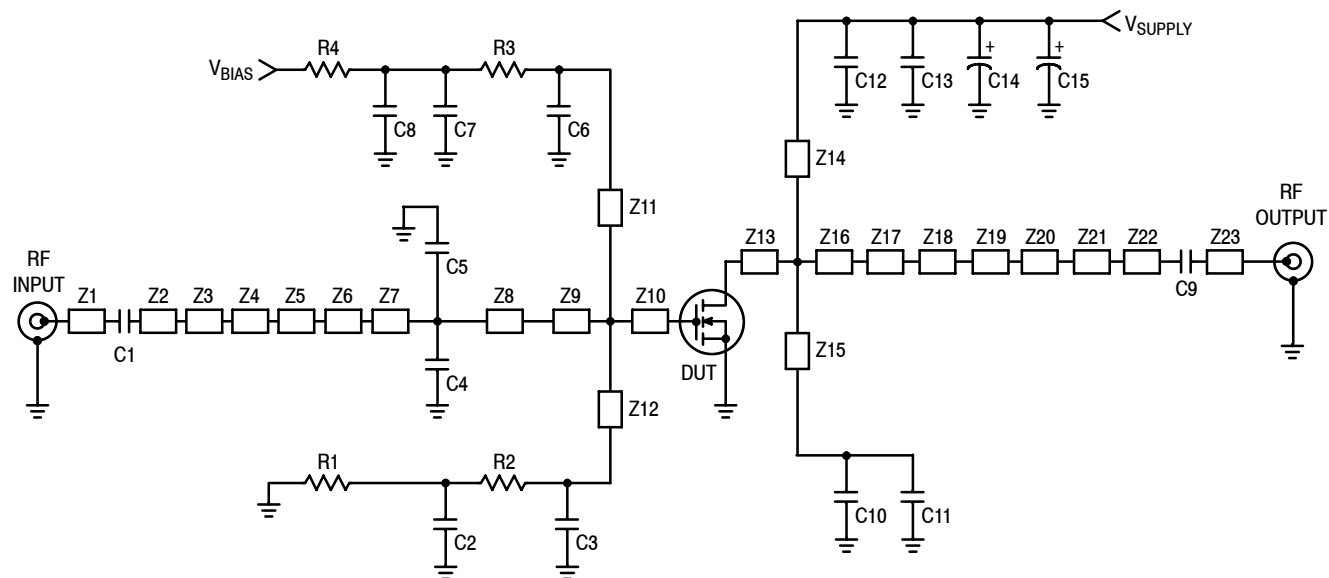 V_SUPPLY
R4
R3
V_BIAS
C12
C13
+
C14
+
C15
C8
C7
C6
Z14
Z11
RF
OUTPUT
C5
Z13
Z16
Z17
Z18
Z19
Z20
Z21
Z22
C9
Z23
RF
INPUT
Z1
C1
Z2
Z3
Z4
Z5
Z6
Z7
Z8
Z9
Z10
DUT
Z15
C4
Z12
R1
R2
C2
C3
C10
C11